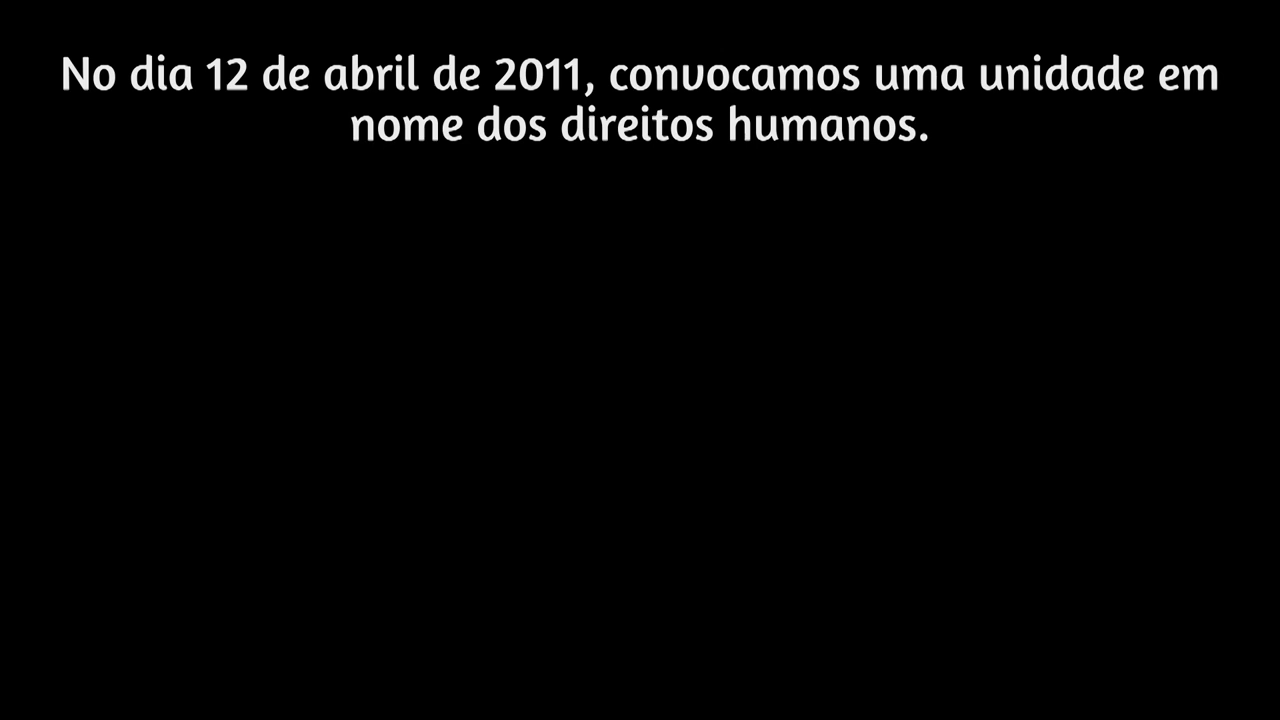 No dia 12 de abril de 2011, convocamos uma unidade em
nome dos direitos humanos.